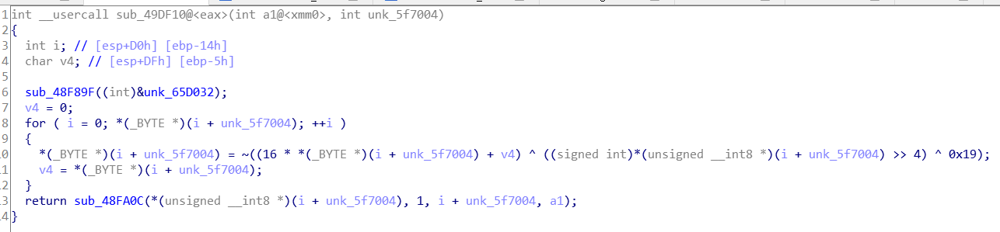 1 int __usercall sub_49DF10@<eax>(int a1@<xmm0>, int unk_5f7004)
2 {
3 int i; // [esp+D0h] [ebp-14h]
4 char v4; // [esp+DFh] [ebp-5h]
5
6 sub_48F89F((int)&unk_65D032);
7 v4 = 0;
8 for ( i = 0; *(_BYTE *)(i + unk_5f7004); ++i )
9 {
0 *(_BYTE *)(i + unk_5f7004) = ~((16 * *(_BYTE *)(i + unk_5f7004) + v4) ^ ((signed int)*(unsigned __int8 *)(i + unk_5f7004) >> 4) ^ 0x19);
1 v4 = *(_BYTE *)(i + unk_5f7004);
2 }
3 return sub_48FA0C(*(unsigned __int8 *)(i + unk_5f7004), 1, i + unk_5f7004, a1);
4 }